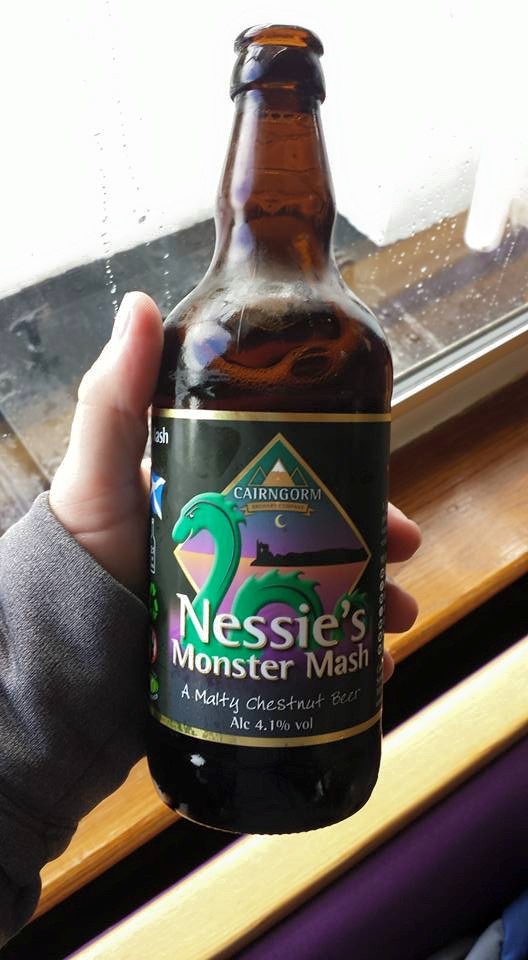 ash
CAIRNGORM
BREWERY COMPANY
Nessie's
Monster Mash
A Malty Chestnut Beer
Alc 4.1% vol